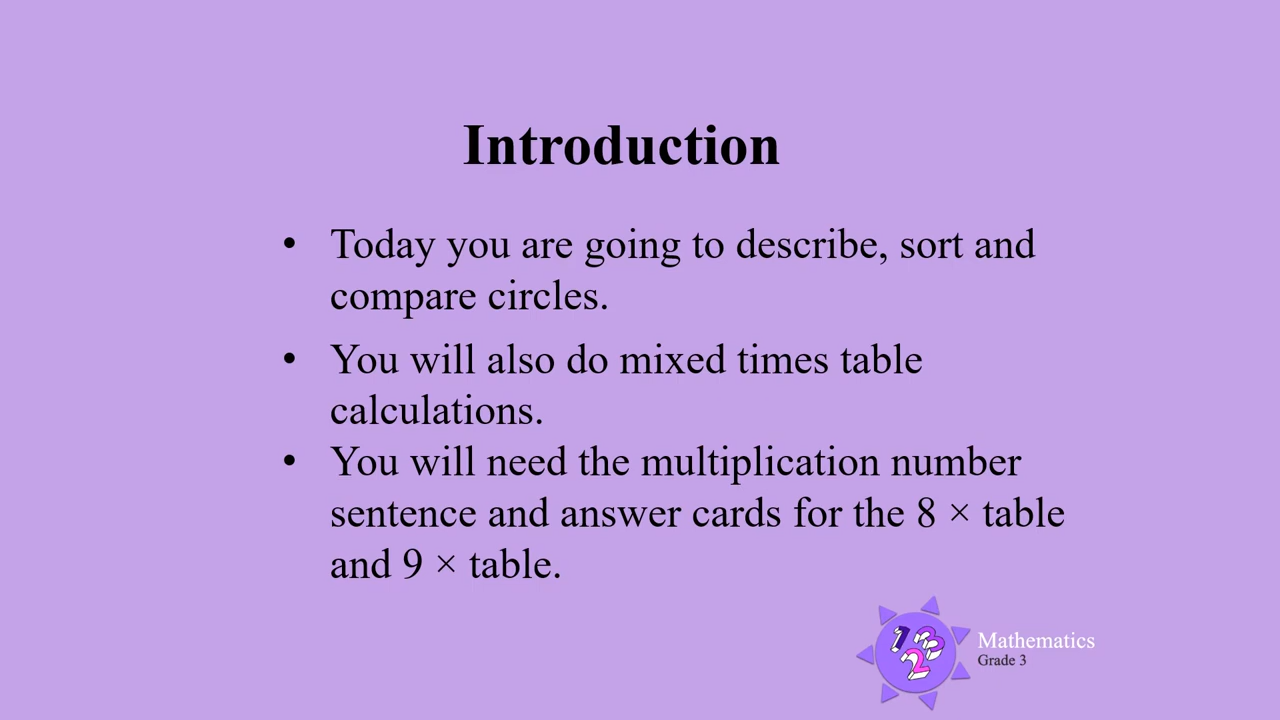 Introduction
• Today you are going to describe, sort and
compare circles.
• You will also do mixed times table
calculations.
• You will need the multiplication number
sentence and answer cards for the 8 × table
and 9 × table.
123
Mathematics
Grade 3